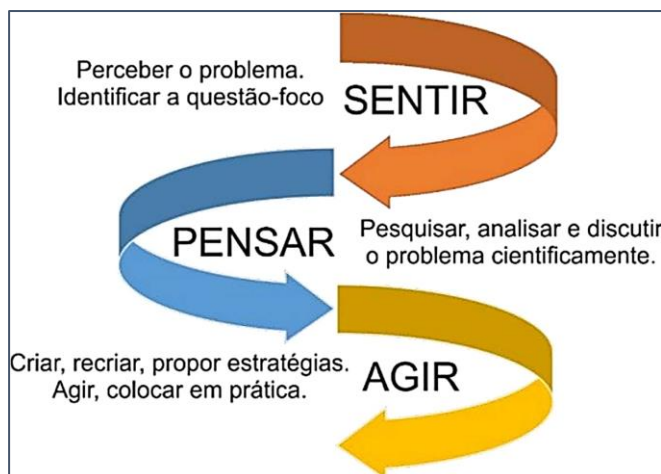 Perceber o problema.
Identificar a questão-foco
SENTIR
PENSAR
Pesquisar, analisar e discutir
o problema cientificamente.
Criar, recriar, propor estratégias.
Agir, colocar em prática.
AGIR